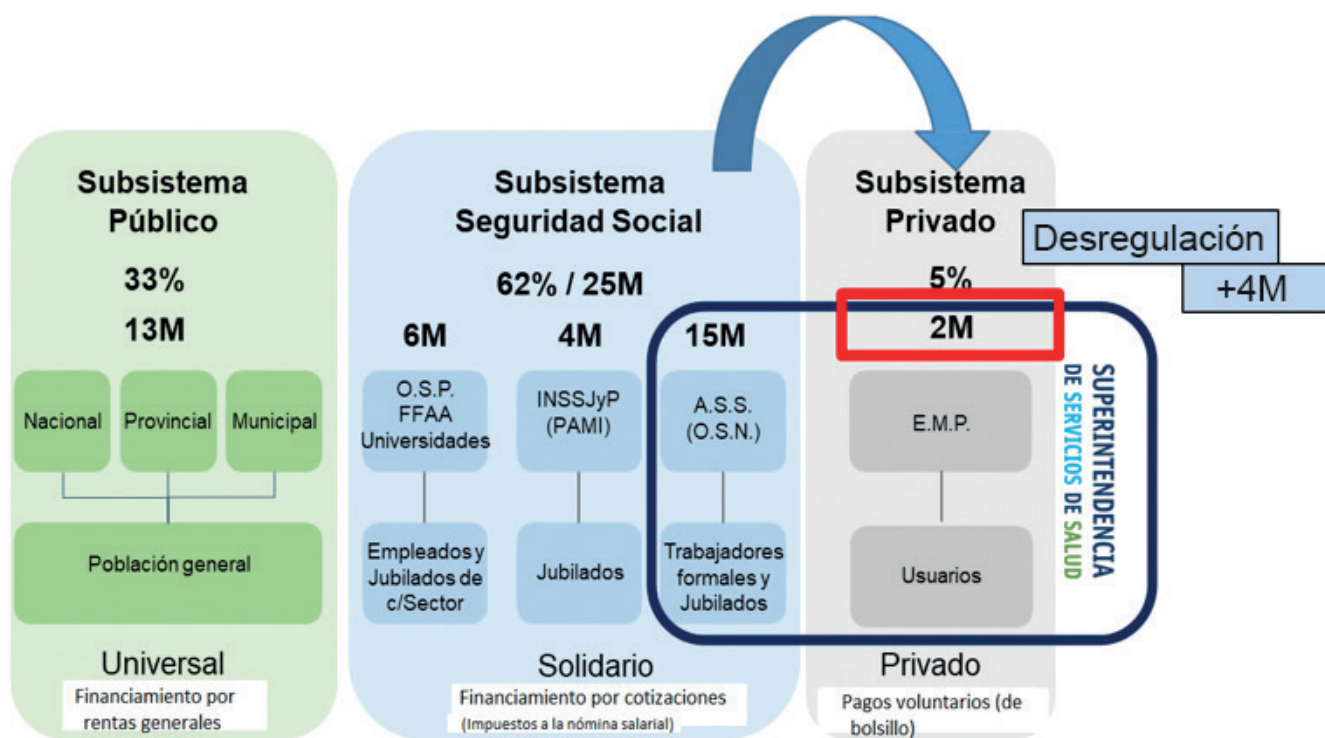 Subsistema
Público
33%
13M
Nacional
Provincial
Municipal
Población general
Universal
Financiamiento por
rentas generales
Subsistema
Seguridad Social
62% / 25M
6M
4M
15M
O.S.P.
FFAA
Universidades
INSSJyP
(PAMI)
A.S.S.
(O.S.N.)
Empleados y
Jubilados de
c/Sector
Jubilados
Trabajadores
formales y
Jubilados
Solidario
Financiamiento por cotizaciones
(Impuestos a la nómina salarial)
Subsistema
Privado
5%
2M
E.M.P.
Usuarios
Privado
Pagos voluntarios (de
bolsillo)
Desregulación
+4M
SUPERINTENDENCIA
DE SERVICIOS DE SALUD